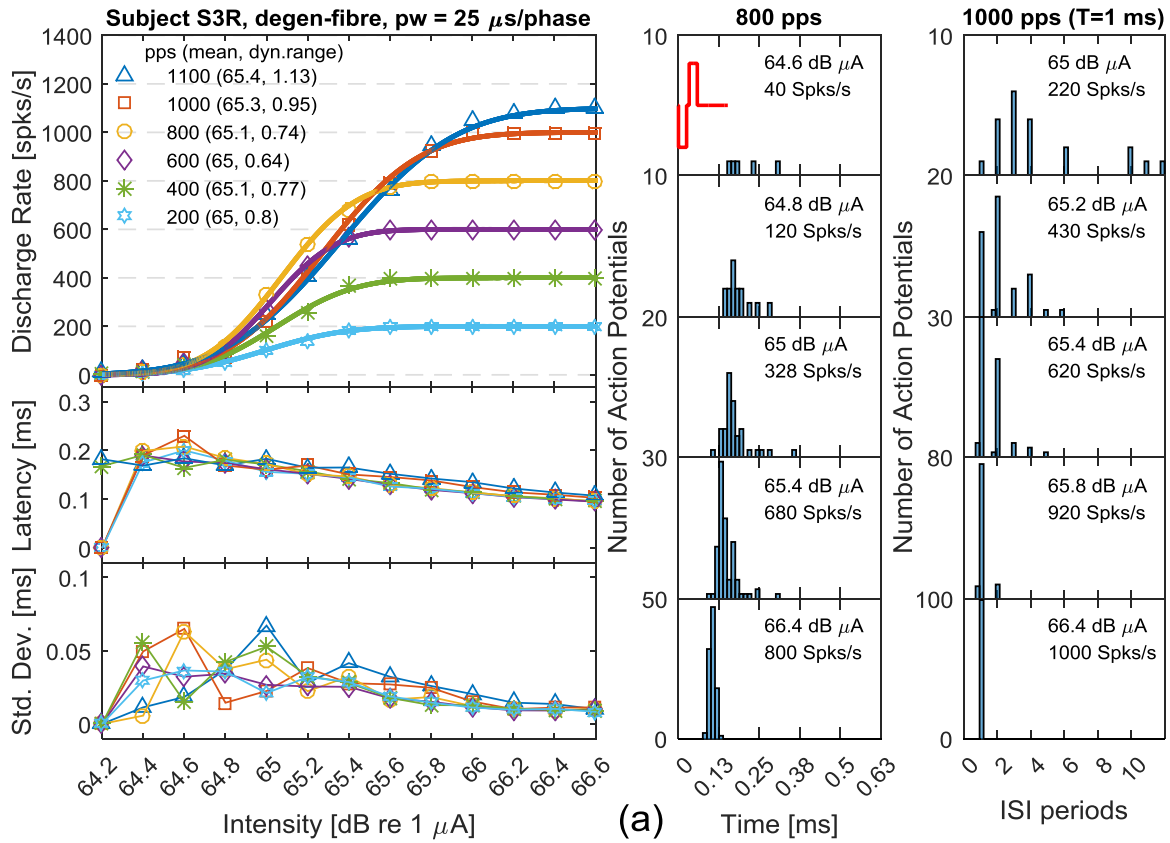 Subject S3R, degen-fibre, pw = 25 μs/phase
Discharge Rate [spks/s]
1400
1200
1000
800
600
400
200
0
pps (mean, dyn.range)
1100 (65.4, 1.13)
1000 (65.3, 0.95)
800 (65.1, 0.74)
600 (65, 0.64)
400 (65.1, 0.77)
200 (65, 0.8)
Latency [ms]
0.3
0.2
0.1
0
Std. Dev. [ms]
0.1
0.05
0
64.2
64.4
64.6
64.8
65
65.2
65.4
65.6
65.8
66
66.2
66.4
66.6
Intensity [dB re 1 μA]
(a)
800 pps
Number of Action Potentials
10
64.6 dB μA
40 Spks/s
10
64.8 dB μA
120 Spks/s
20
65 dB μA
328 Spks/s
30
65.4 dB μA
680 Spks/s
50
66.4 dB μA
800 Spks/s
0
0
0.13
0.25
0.38
0.5
0.63
Time [ms]
1000 pps (T=1 ms)
Number of Action Potentials
10
65 dB μA
220 Spks/s
20
65.2 dB μA
430 Spks/s
30
65.4 dB μA
620 Spks/s
80
65.8 dB μA
920 Spks/s
100
66.4 dB μA
1000 Spks/s
0
0
2
4
6
8
10
ISI periods